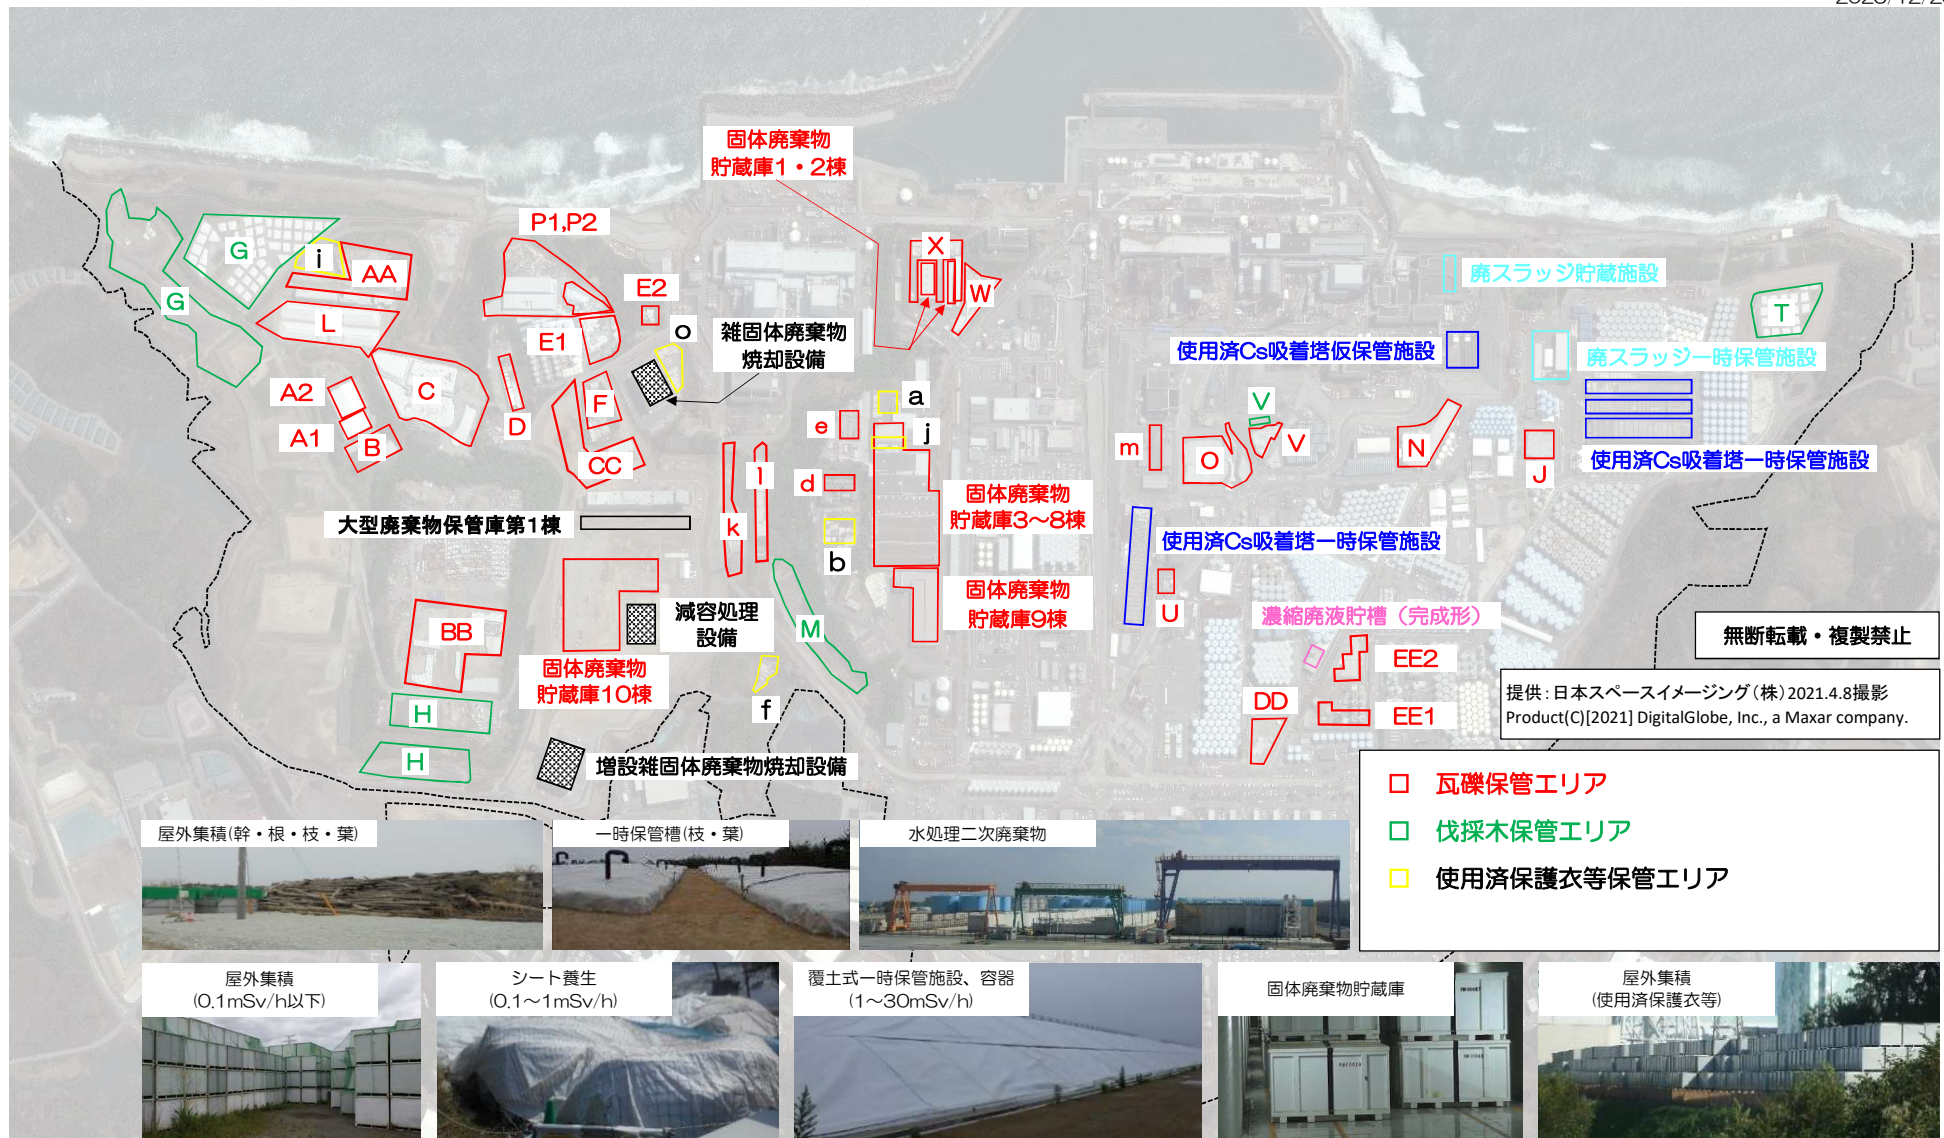 固体廃棄物
貯蔵庫1・2棟
P1,P2
X
G
i
AA
W
廃スラッジ貯蔵施設
G
E2
T
L
E1
o
雑固体廃棄物
焼却設備
使用済Cs吸着塔仮保管施設
廃スラッジ一時保管施設
A2
C
F
a
V
A1
B
D
e
j
m
O
V
N
CC
l
使用済Cs吸着塔一時保管施設
J
d
固体廃棄物
貯蔵庫3～8棟
大型廃棄物保管庫第1棟
k
b
使用済Cs吸着塔一時保管施設
固体廃棄物
貯蔵庫9棟
減容処理
設備
M
U
濃縮廃液貯槽（完成形）
BB
無断転載・複製禁止
EE2
固体廃棄物
貯蔵庫10棟
f
提供：日本スペースイメージング（株）2021.4.8撮影
Product(C)[2021] DigitalGlobe, Inc., a Maxar company.
DD
EE1
H
H
増設雑固体廃棄物焼却設備
瓦礫保管エリア
伐採木保管エリア
使用済保護衣等保管エリア
屋外集積(幹・根・枝・葉)
一時保管槽(枝・葉)
水処理二次廃棄物
屋外集積
(0.1mSv/h以下)
シート養生
(0.1～1mSv/h)
覆土式一時保管施設、容器
(1～30mSv/h)
固体廃棄物貯蔵庫
屋外集積
(使用済保護衣等)